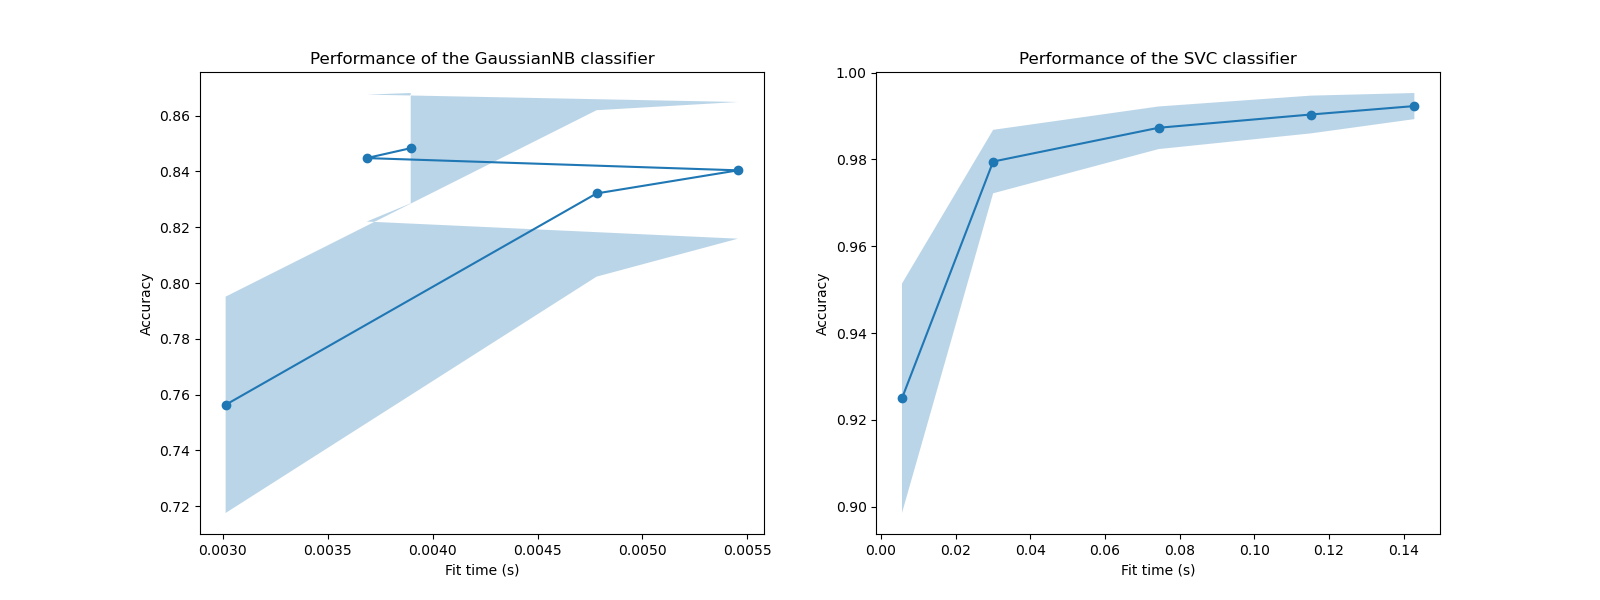 Performance of the GaussianNB classifier
0.86
0.84
0.82
0.80
0.78
0.76
0.74
0.72
Accuracy
0.0030 0.0035 0.0040 0.0045 0.0050 0.0055
Fit time (s)
Performance of the SVC classifier
1.00
0.98
0.96
0.94
0.92
0.90
Accuracy
0.00 0.02 0.04 0.06 0.08 0.10 0.12 0.14
Fit time (s)